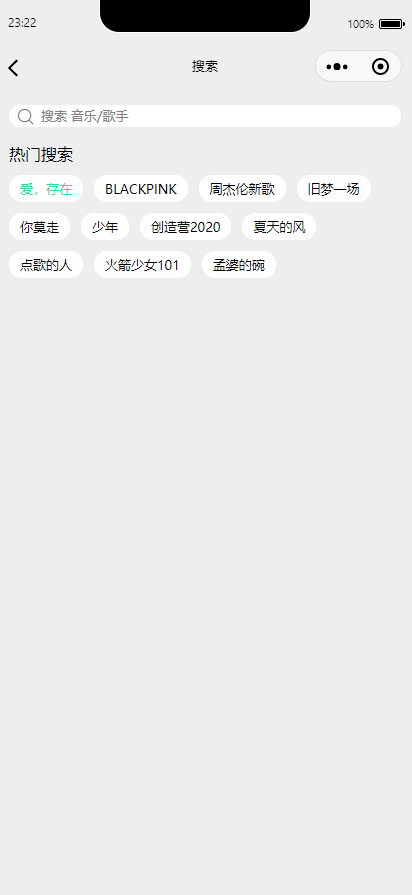 23:22
100%
搜索
搜索 音乐/歌手
热门搜索
爱，存在 BLACKPINK 周杰伦新歌 旧梦一场
你莫走 少年 创造营2020 夏天的风
点歌的人 火箭少女101 孟婆的碗